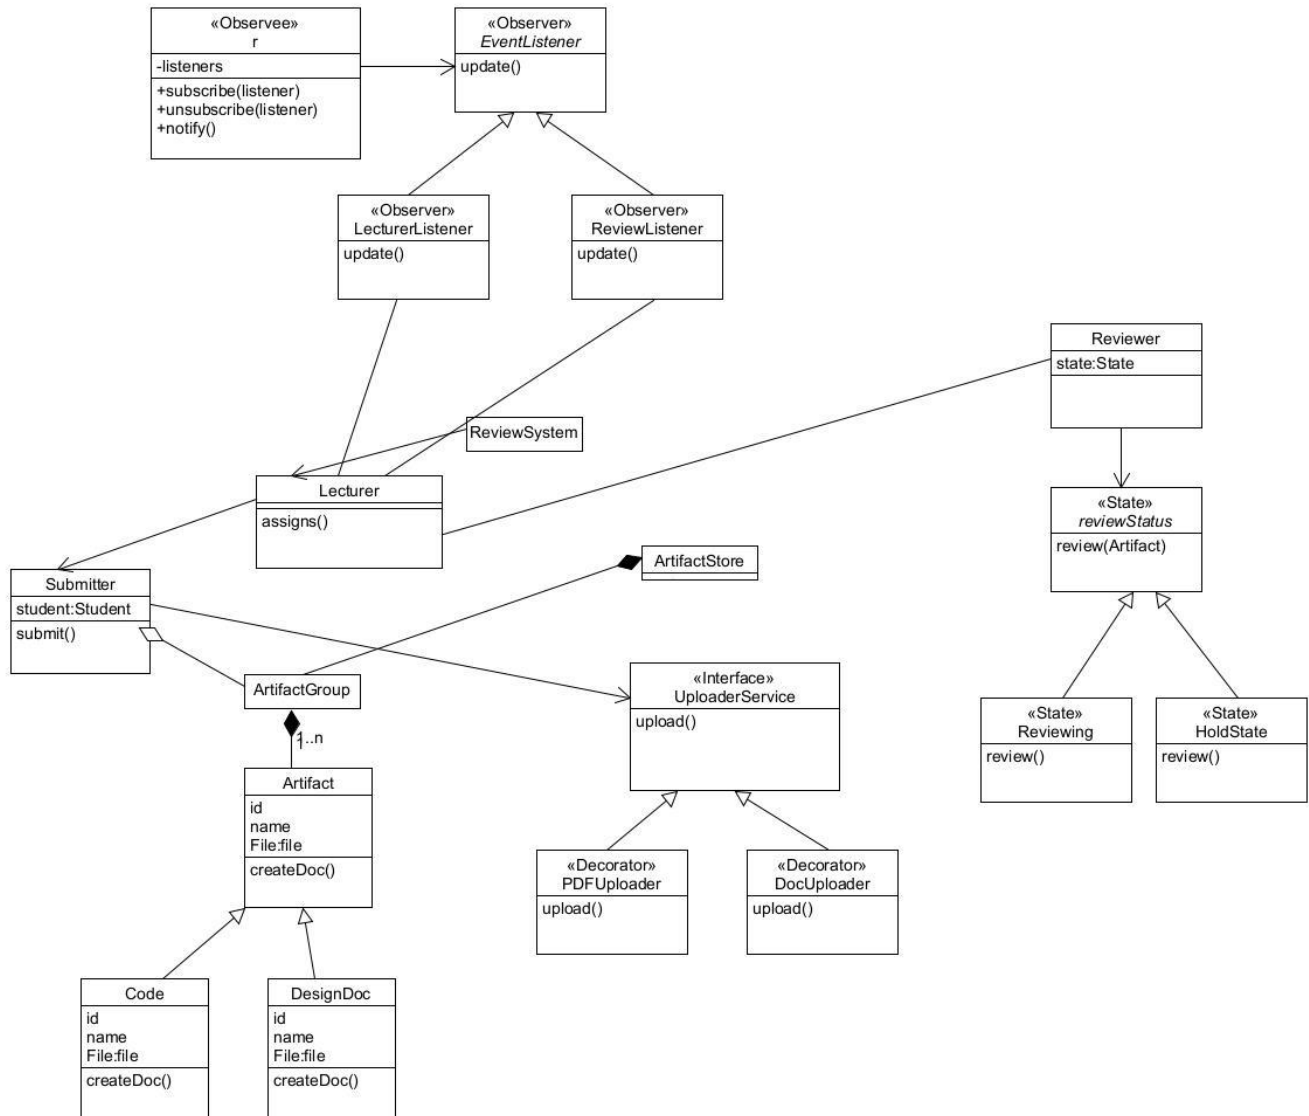 «Observee»
r
-listeners
+subscribe(listener)
+unsubscribe(listener)
+notify()
«Observer»
EventListener
update()
«Observer»
LecturerListener
update()
«Observer»
ReviewListener
update()
Reviewer
state:State
ReviewSystem
Lecturer
assigns()
«State»
reviewStatus
review(Artifact)
ArtifactStore
Submitter
student:Student
submit()
ArtifactGroup
1..n
1
«Interface»
UploaderService
upload()
«State»
Reviewing
review()
«State»
HoldState
review()
Artifact
id
name
File:file
createDoc()
«Decorator»
PDFUploader
upload()
«Decorator»
DocUploader
upload()
Code
id
name
File:file
createDoc()
DesignDoc
id
name
File:file
createDoc()